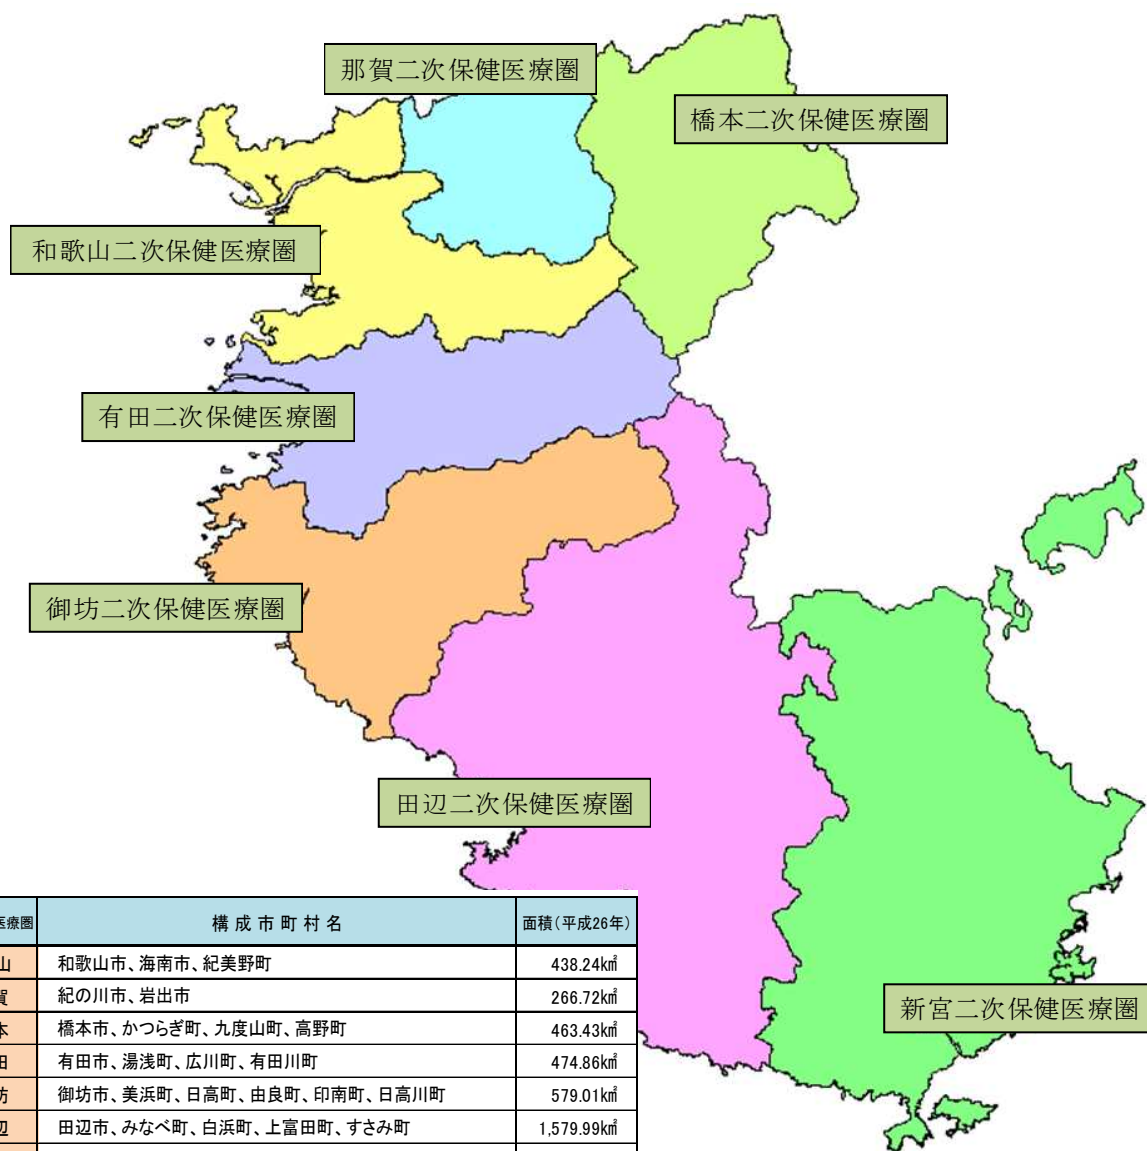 那賀二次保健医療圏
橋本二次保健医療圏
和歌山二次保健医療圏
有田二次保健医療圏
御坊二次保健医療圏
田辺二次保健医療圏
新宮二次保健医療圏
医療圏 構成市町村名 面積(平成26年)
山 和歌山市、海南市、紀美野町 438.24㎢
賀 紀の川市、岩出市 266.72㎢
本 橋本市、かつらぎ町、九度山町、高野町 463.43㎢
田 有田市、湯浅町、広川町、有田川町 474.86㎢
坊 御坊市、美浜町、日高町、由良町、印南町、日高川町 579.01㎢
辺 田辺市、みなべ町、白浜町、上富田町、すさみ町 1,579.99㎢